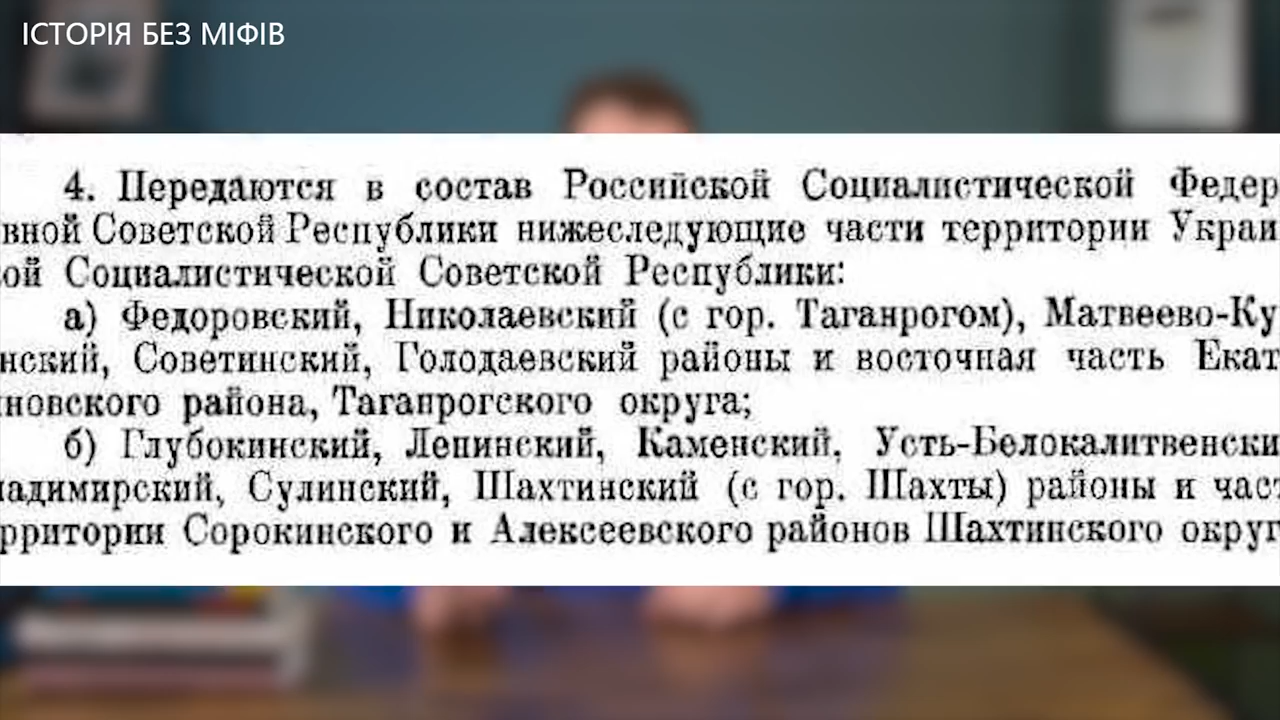 ІСТОРІЯ БЕЗ МІФІВ
4. Передаются в состав Российской Социалистической Федер
вной Советской Республики нижеследующие части территории Украи
ой Социалистической Советской Республики:
а) Федоровский, Николаевский (с гор. Таганрогом), Матвеево-Ку
нский, Советинский, Голодаевский районы и восточная часть Екат
новского района, Таганрогского округа;
б) Глубокинский, Ленинский, Каменский, Усть-Белокалитвенски
ладимирский, Сулинский, Шахтинский (с гор. Шахты) районы и част
рритории Сорокинского и Алексеевского районов Шахтинского округ